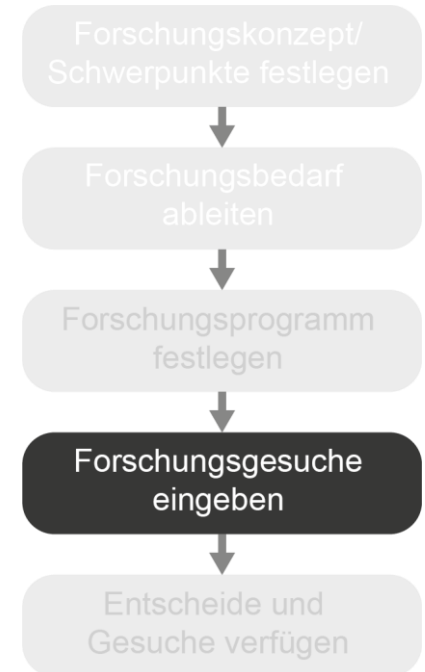 Forschungskonzept/
Schwerpunkte festlegen
Forschungsbedarf
ableiten
Forschungsprogramm
festlegen
Forschungsgesuche
eingeben
Entscheide und
Gesuche verfügen